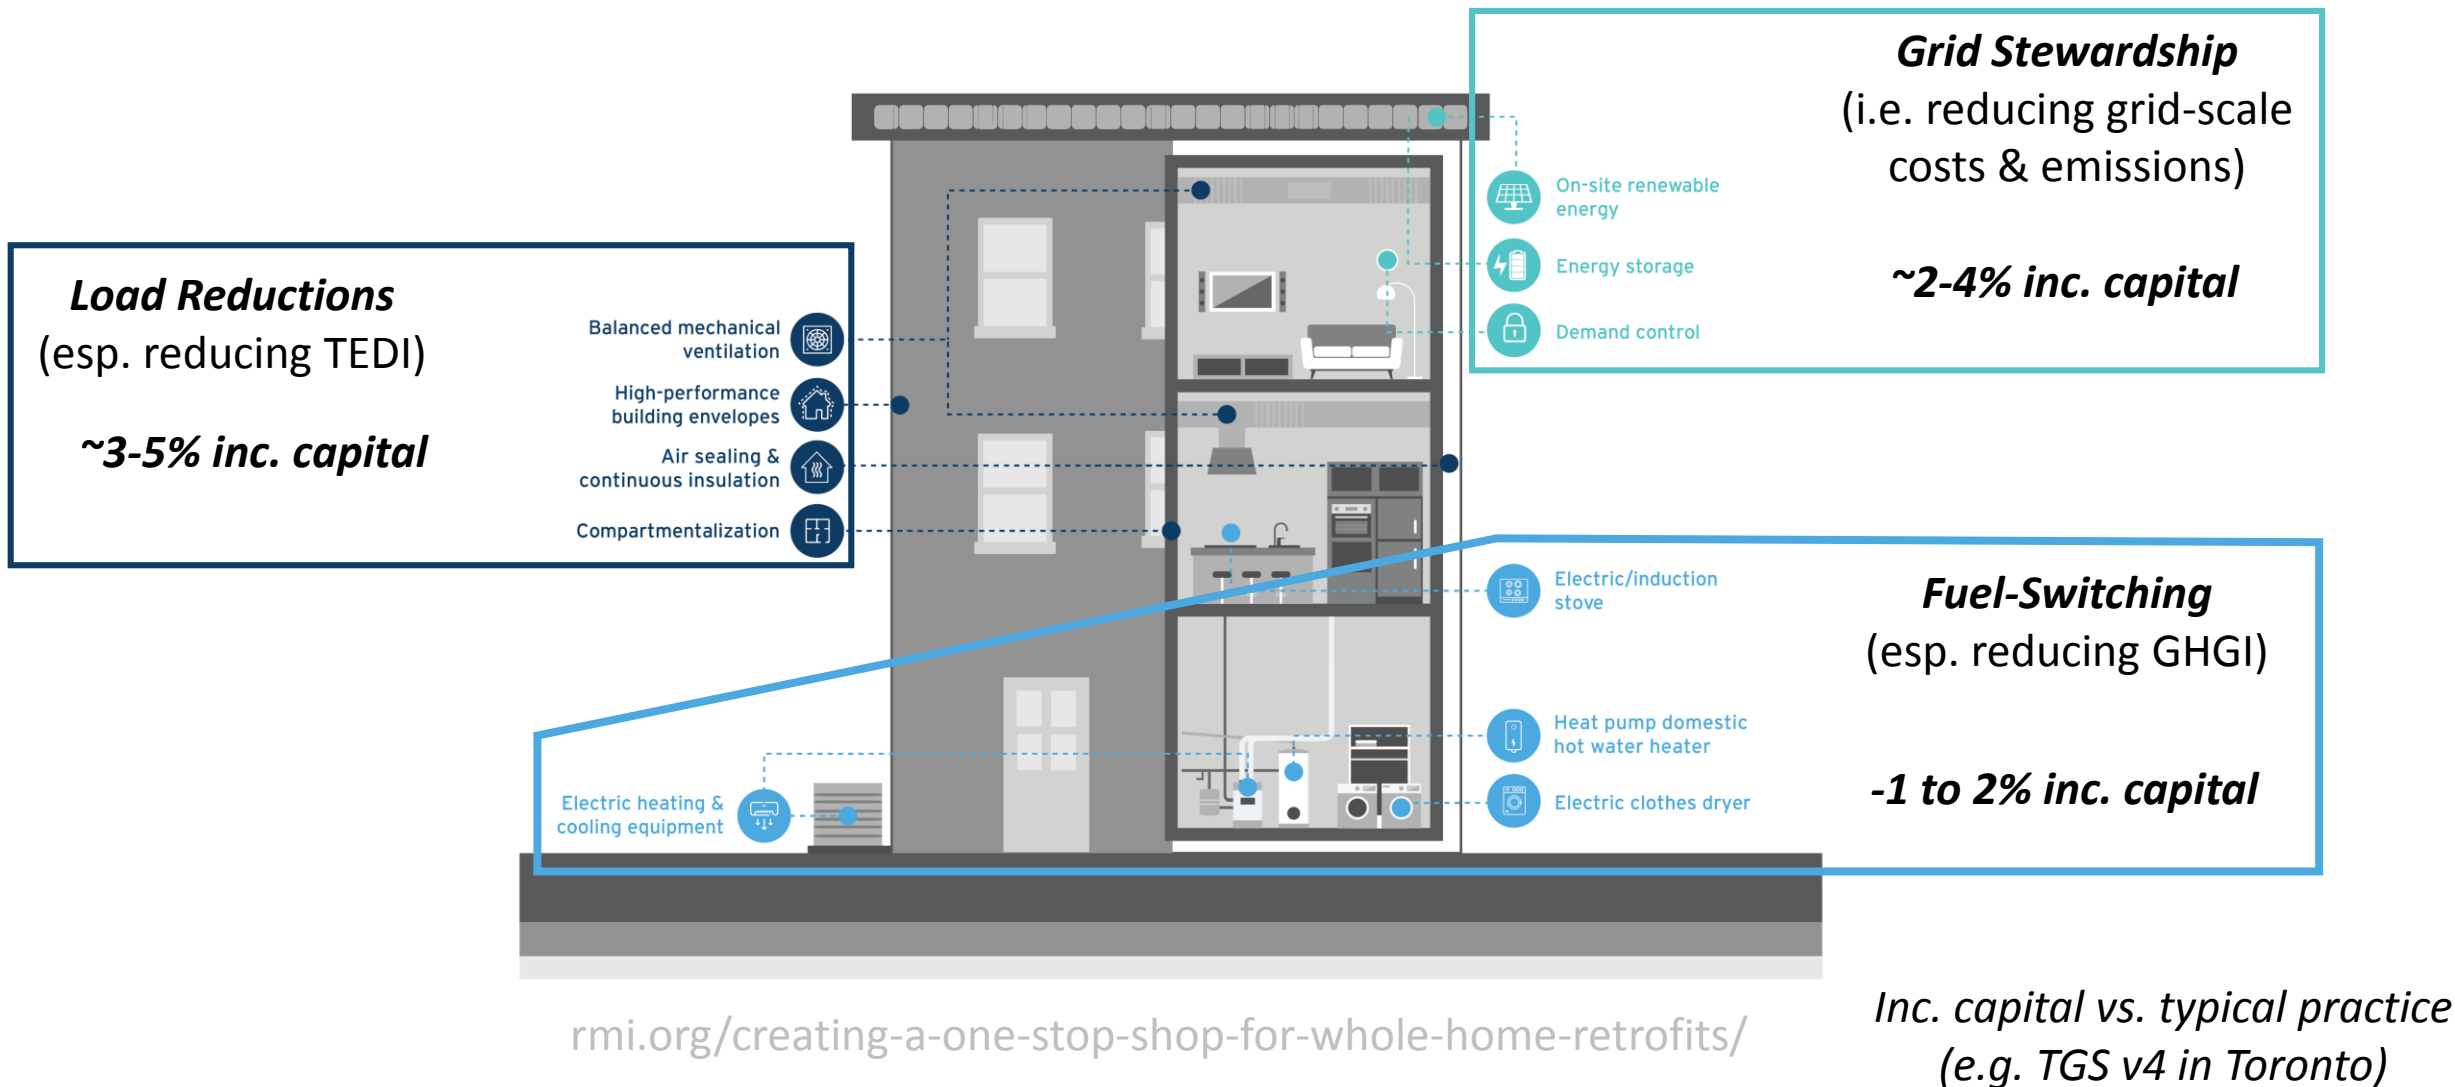 Grid Stewardship
(i.e. reducing grid-scale
costs & emissions)
~2-4% inc. capital
On-site renewable
energy
Energy storage
Demand control
Load Reductions
(esp. reducing TEDI)
~3-5% inc. capital
Balanced mechanical
ventilation
High-performance
building envelopes
Air sealing &
continuous insulation
Compartmentalization
Fuel-Switching
(esp. reducing GHGI)
-1 to 2% inc. capital
Electric/induction
stove
Heat pump domestic
hot water heater
Electric clothes dryer
Electric heating &
cooling equipment
rmi.org/creating-a-one-stop-shop-for-whole-home-retrofits/
Inc. capital vs. typical practice
(e.g. TGS v4 in Toronto)